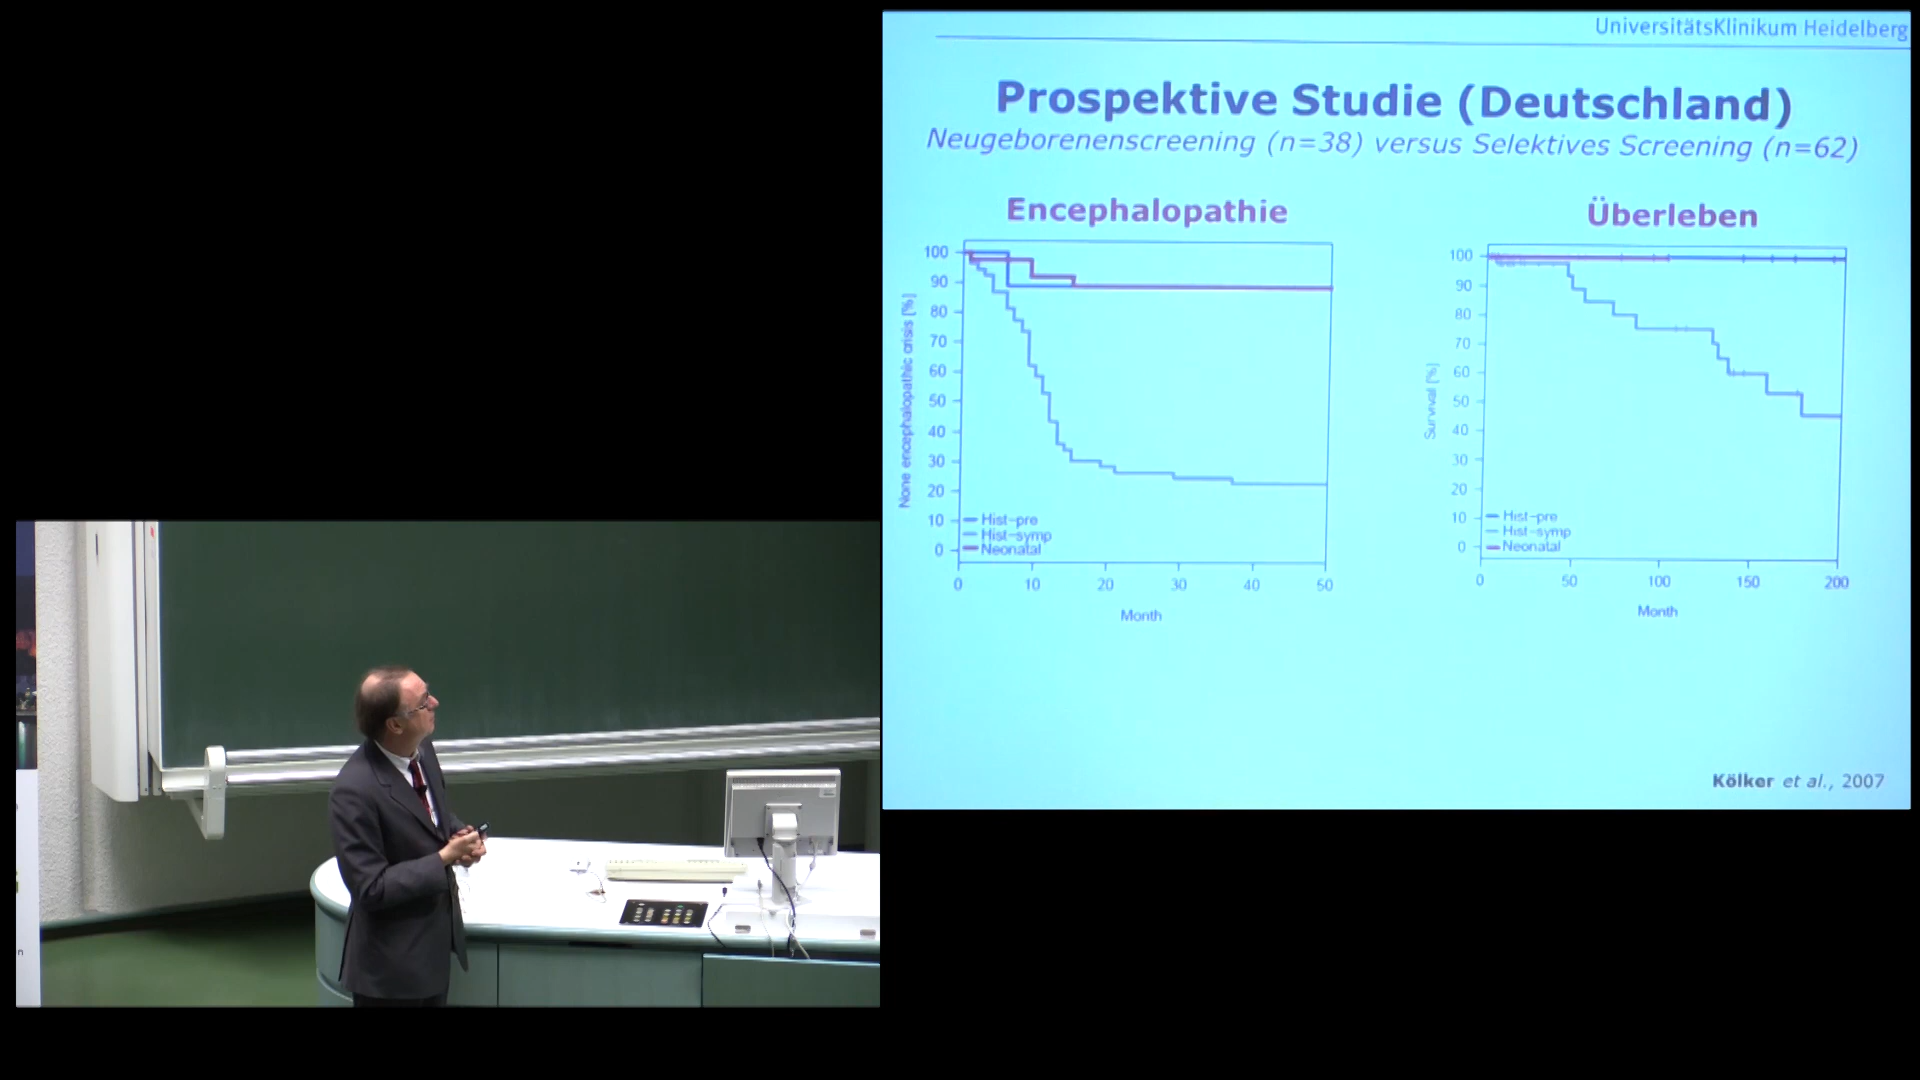 UniversitätsKlinikum Heidelberg
Prospektive Studie (Deutschland)
Neugeborenenscreening (n=38) versus Selektives Screening (n=62)
Encephalopathie
None encephalopathic crisis [%]
100
90
80
70
60
50
40
30
20
10
0
Hist-pre
Hist-symp
Neonatal
0 10 20 30 40 50
Month
Überleben
Survival [%]
100
90
80
70
60
50
40
30
20
10
0
Hist-pre
Hist-symp
Neonatal
0 50 100 150 200
Month
Kölker et al., 2007